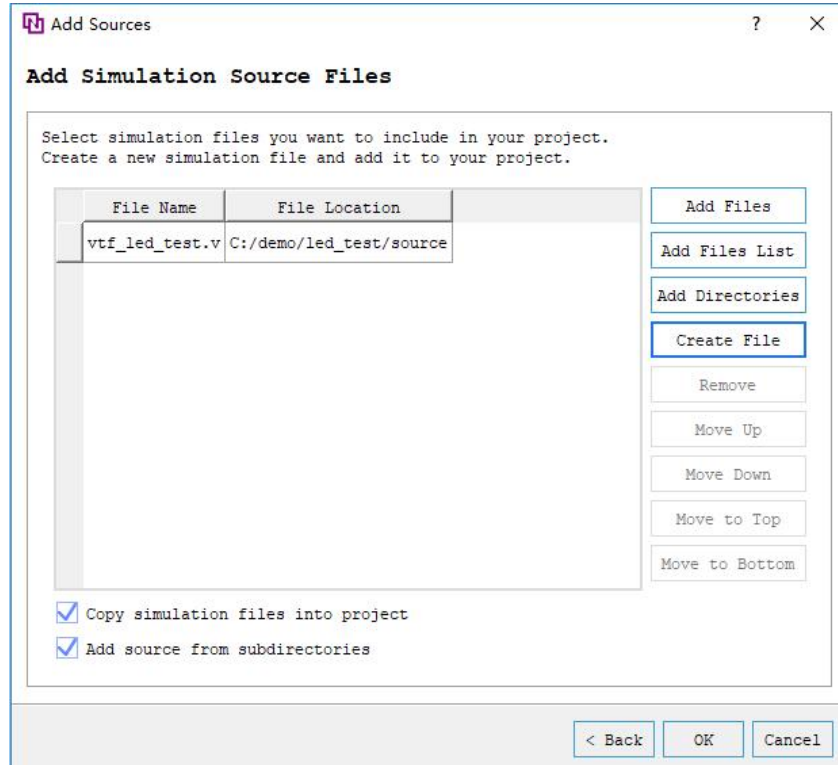 Add Sources
?
Add Simulation Source Files
Select simulation files you want to include in your project.
Create a new simulation file and add it to your project.
File Name File Location
vtf_led_test.v C:/demo/led_test/source
Add Files
Add Files List
Add Directories
Create File
Remove
Move Up
Move Down
Move to Top
Move to Bottom
Copy simulation files into project
Add source from subdirectories
< Back OK Cancel